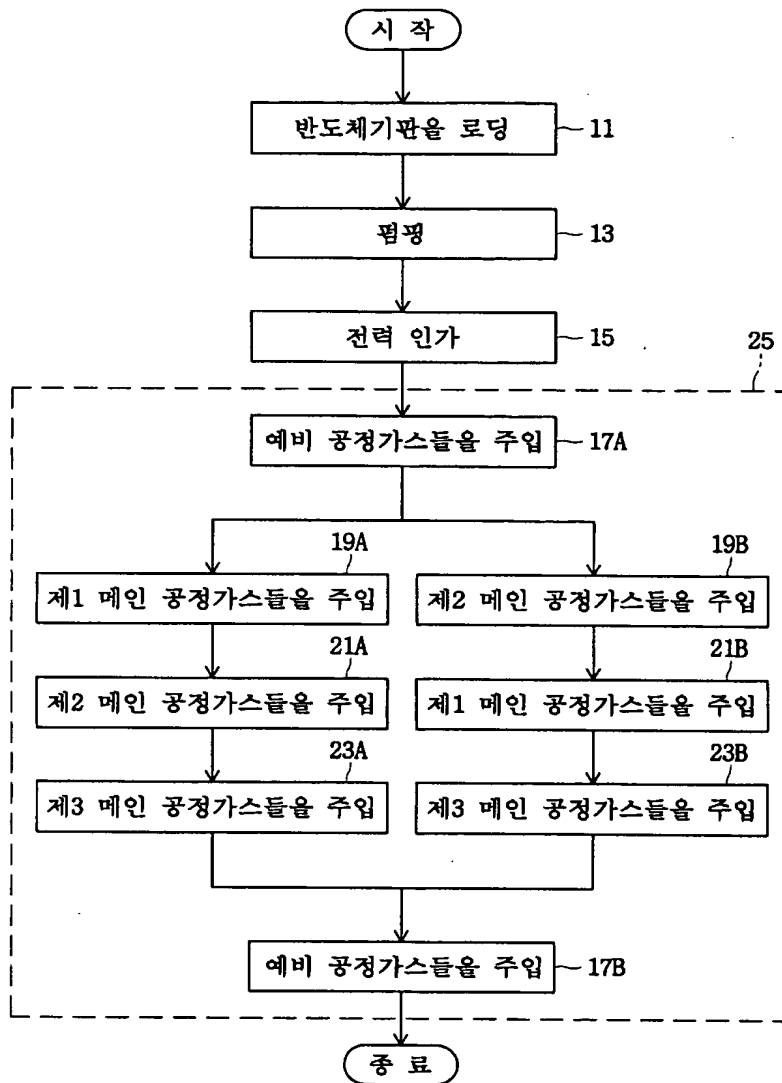 시 작
반도체기판을 로딩
11
펌핑
13
전력 인가
15
25
예비 공정가스들을 주입
17A
19A
19B
제1 메인 공정가스들을 주입
제2 메인 공정가스들을 주입
21A
21B
제2 메인 공정가스들을 주입
제1 메인 공정가스들을 주입
23A
23B
제3 메인 공정가스들을 주입
제3 메인 공정가스들을 주입
예비 공정가스들을 주입
17B
종 료